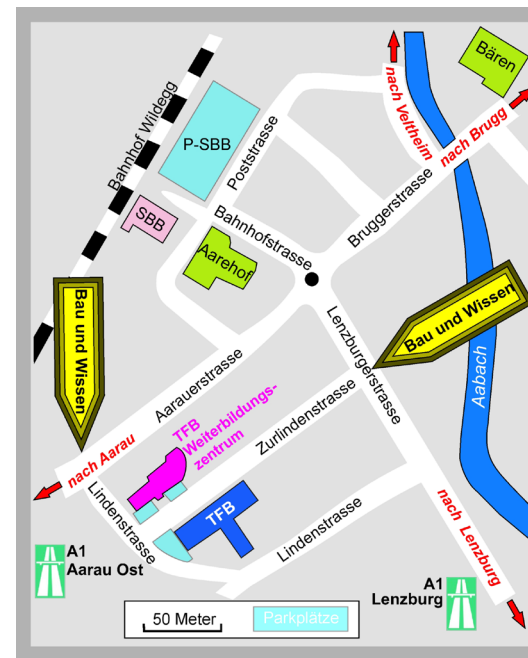 Bären
nach Veltheim
nach Brugg
Bahnhof Wildegg
P-SBB
Poststrasse
SBB
Bahnhofstrasse
Bruggerstrasse
Aarehof
Bau und Wissen
Bau und Wissen
Aabach
Aarauerstrasse
Lenzburgerstrasse
TFB
Weiterbildungs-
zentrum
Zurlindenstrasse
nach Aarau
Lindenstrasse
TFB
Lindenstrasse
nach Lenzburg
A1
Aarau Ost
A1
Lenzburg
50 Meter
Parkplätze